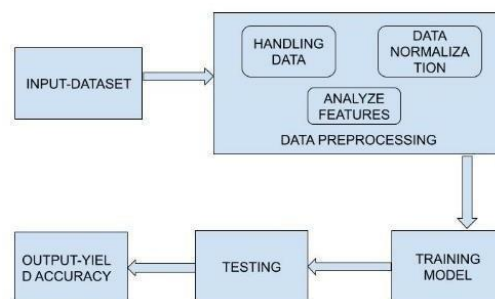 INPUT-DATASET
HANDLING
DATA
DATA
NORMALIZA
TION
ANALYZE
FEATURES
DATA PREPROCESSING
TRAINING
MODEL
TESTING
OUTPUT-YIEL
D ACCURACY